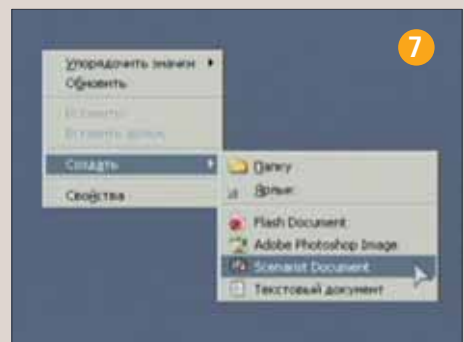 7
Упорядочить значки
Обновить
Вставить
Вставить ярлык
Создать
Свойства
Папку
Ярлык
Flash Document
Adobe Photoshop Image
Scenarist Document
Текстовый документ